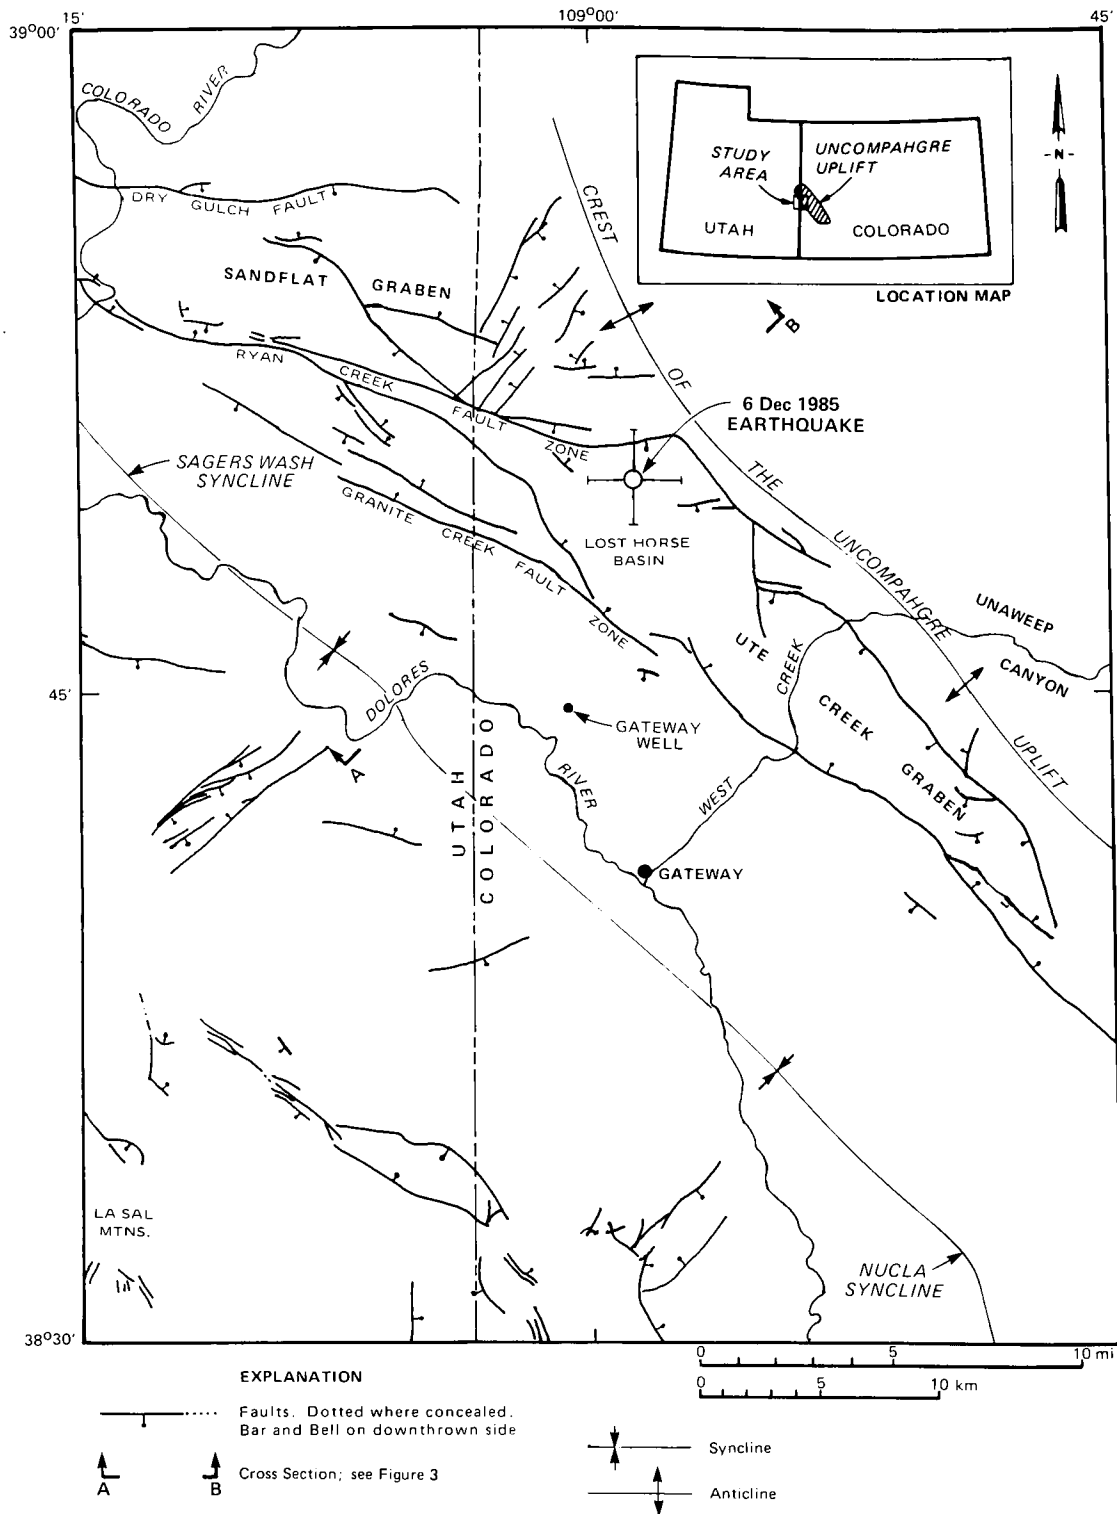 15'
109°00'
45'
39°00'
COLORADO RIVER
DRY GULCH FAULT
SANDFLAT GRABEN
CREST OF THE UNCOMPAHGRE UPLIFT
STUDY AREA
UNCOMPAHGRE UPLIFT
UTAH
COLORADO
LOCATION MAP
-N-
B
RYAN CREEK FAULT ZONE
6 Dec 1985
EARTHQUAKE
SAGERS WASH
SYNCLINE
GRANITE CREEK FAULT ZONE
LOST HORSE
BASIN
UNAWEEP
CANYON
UTE CREEK GRABEN
WEST CREEK
45'
DOLORES RIVER
GATEWAY
WELL
A
UTAH
COLORADO
GATEWAY
LA SAL
MTNS.
NUCLA
SYNCLINE
38°30'
0 5 10 mi
0 5 10 km
EXPLANATION
Faults. Dotted where concealed.
Bar and Bell on downthrown side
A B Cross Section; see Figure 3
Syncline
Anticline